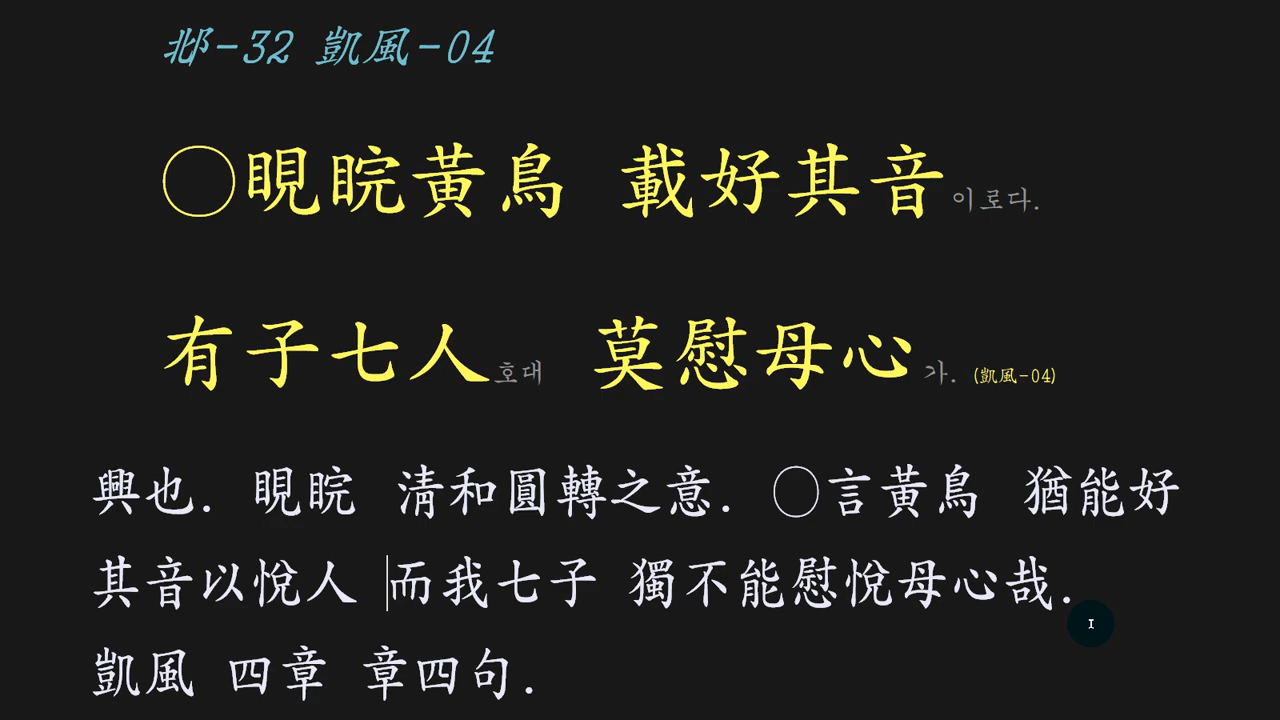 邶-32 凱風-04
○睍睆黃鳥 載好其音이로다.
有子七人호대 莫慰母心가. (凱風-04)
興也. 睍睆 淸和圓轉之意. ○言黃鳥 猶能好
其音以悅人 而我七子 獨不能慰悅母心哉.
凱風 四章 章四句.